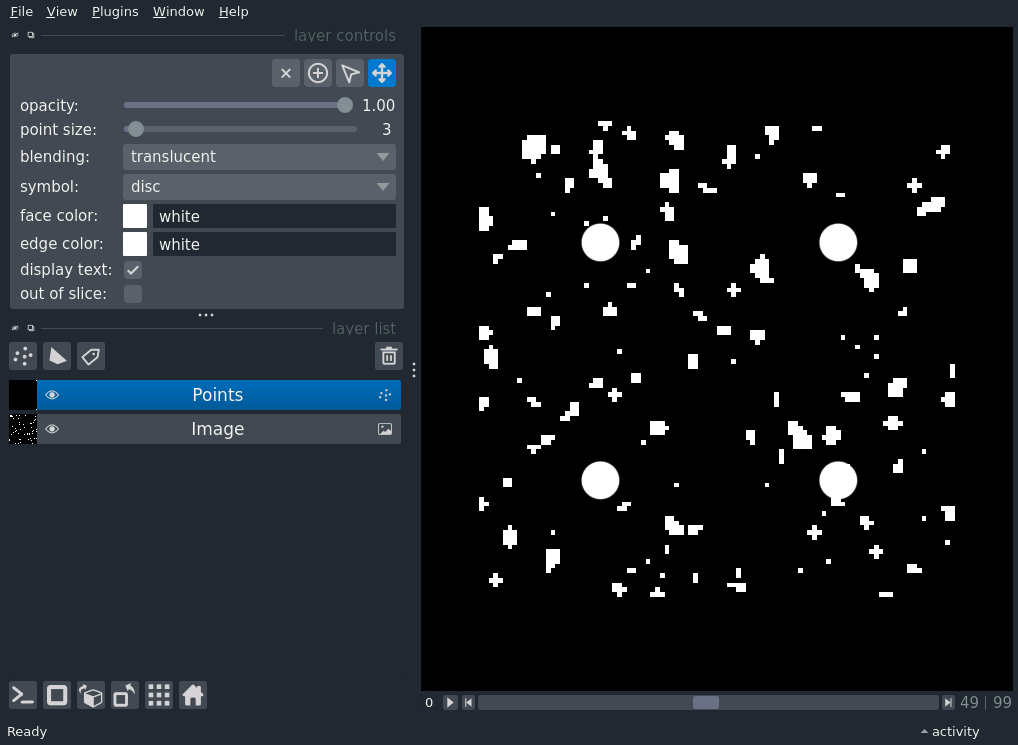 File View Plugins Window Help
layer controls
opacity: 1.00
point size: 3
blending: translucent
symbol: disc
face color: white
edge color: white
display text:
out of slice:
layer list
Points
Image
0 49 | 99
Ready activity